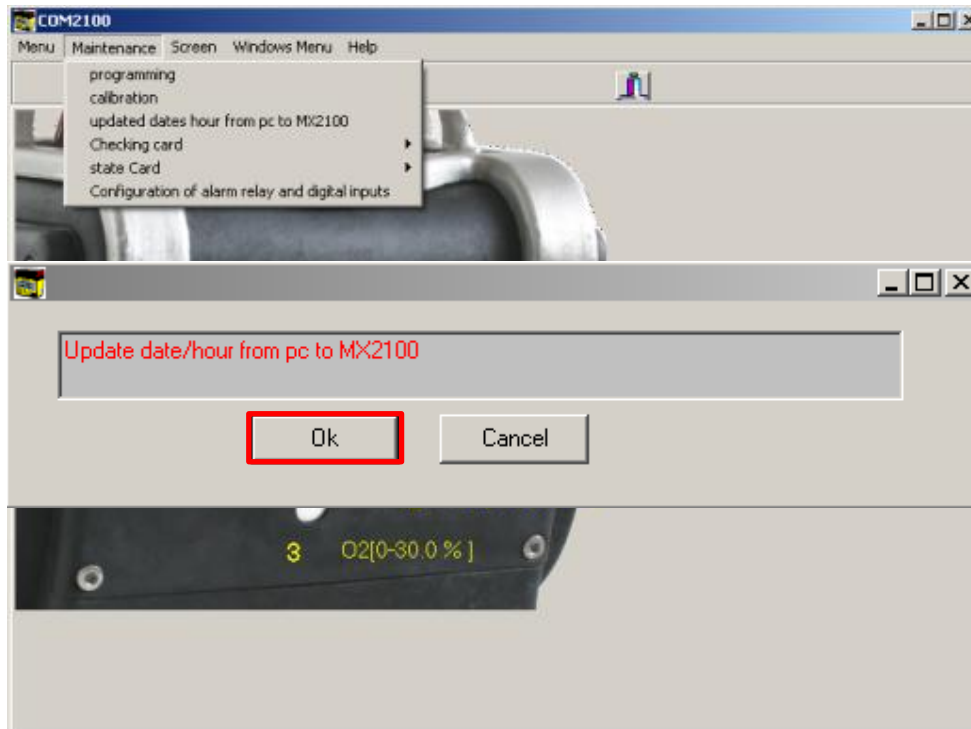 COM2100
Menu Maintenance Screen Windows Menu Help
programming
calibration
updated dates hour from pc to MX2100
Checking card
state Card
Configuration of alarm relay and digital inputs
Update date/hour from pc to MX2100
Ok Cancel
3 O2[0-30.0 % ]